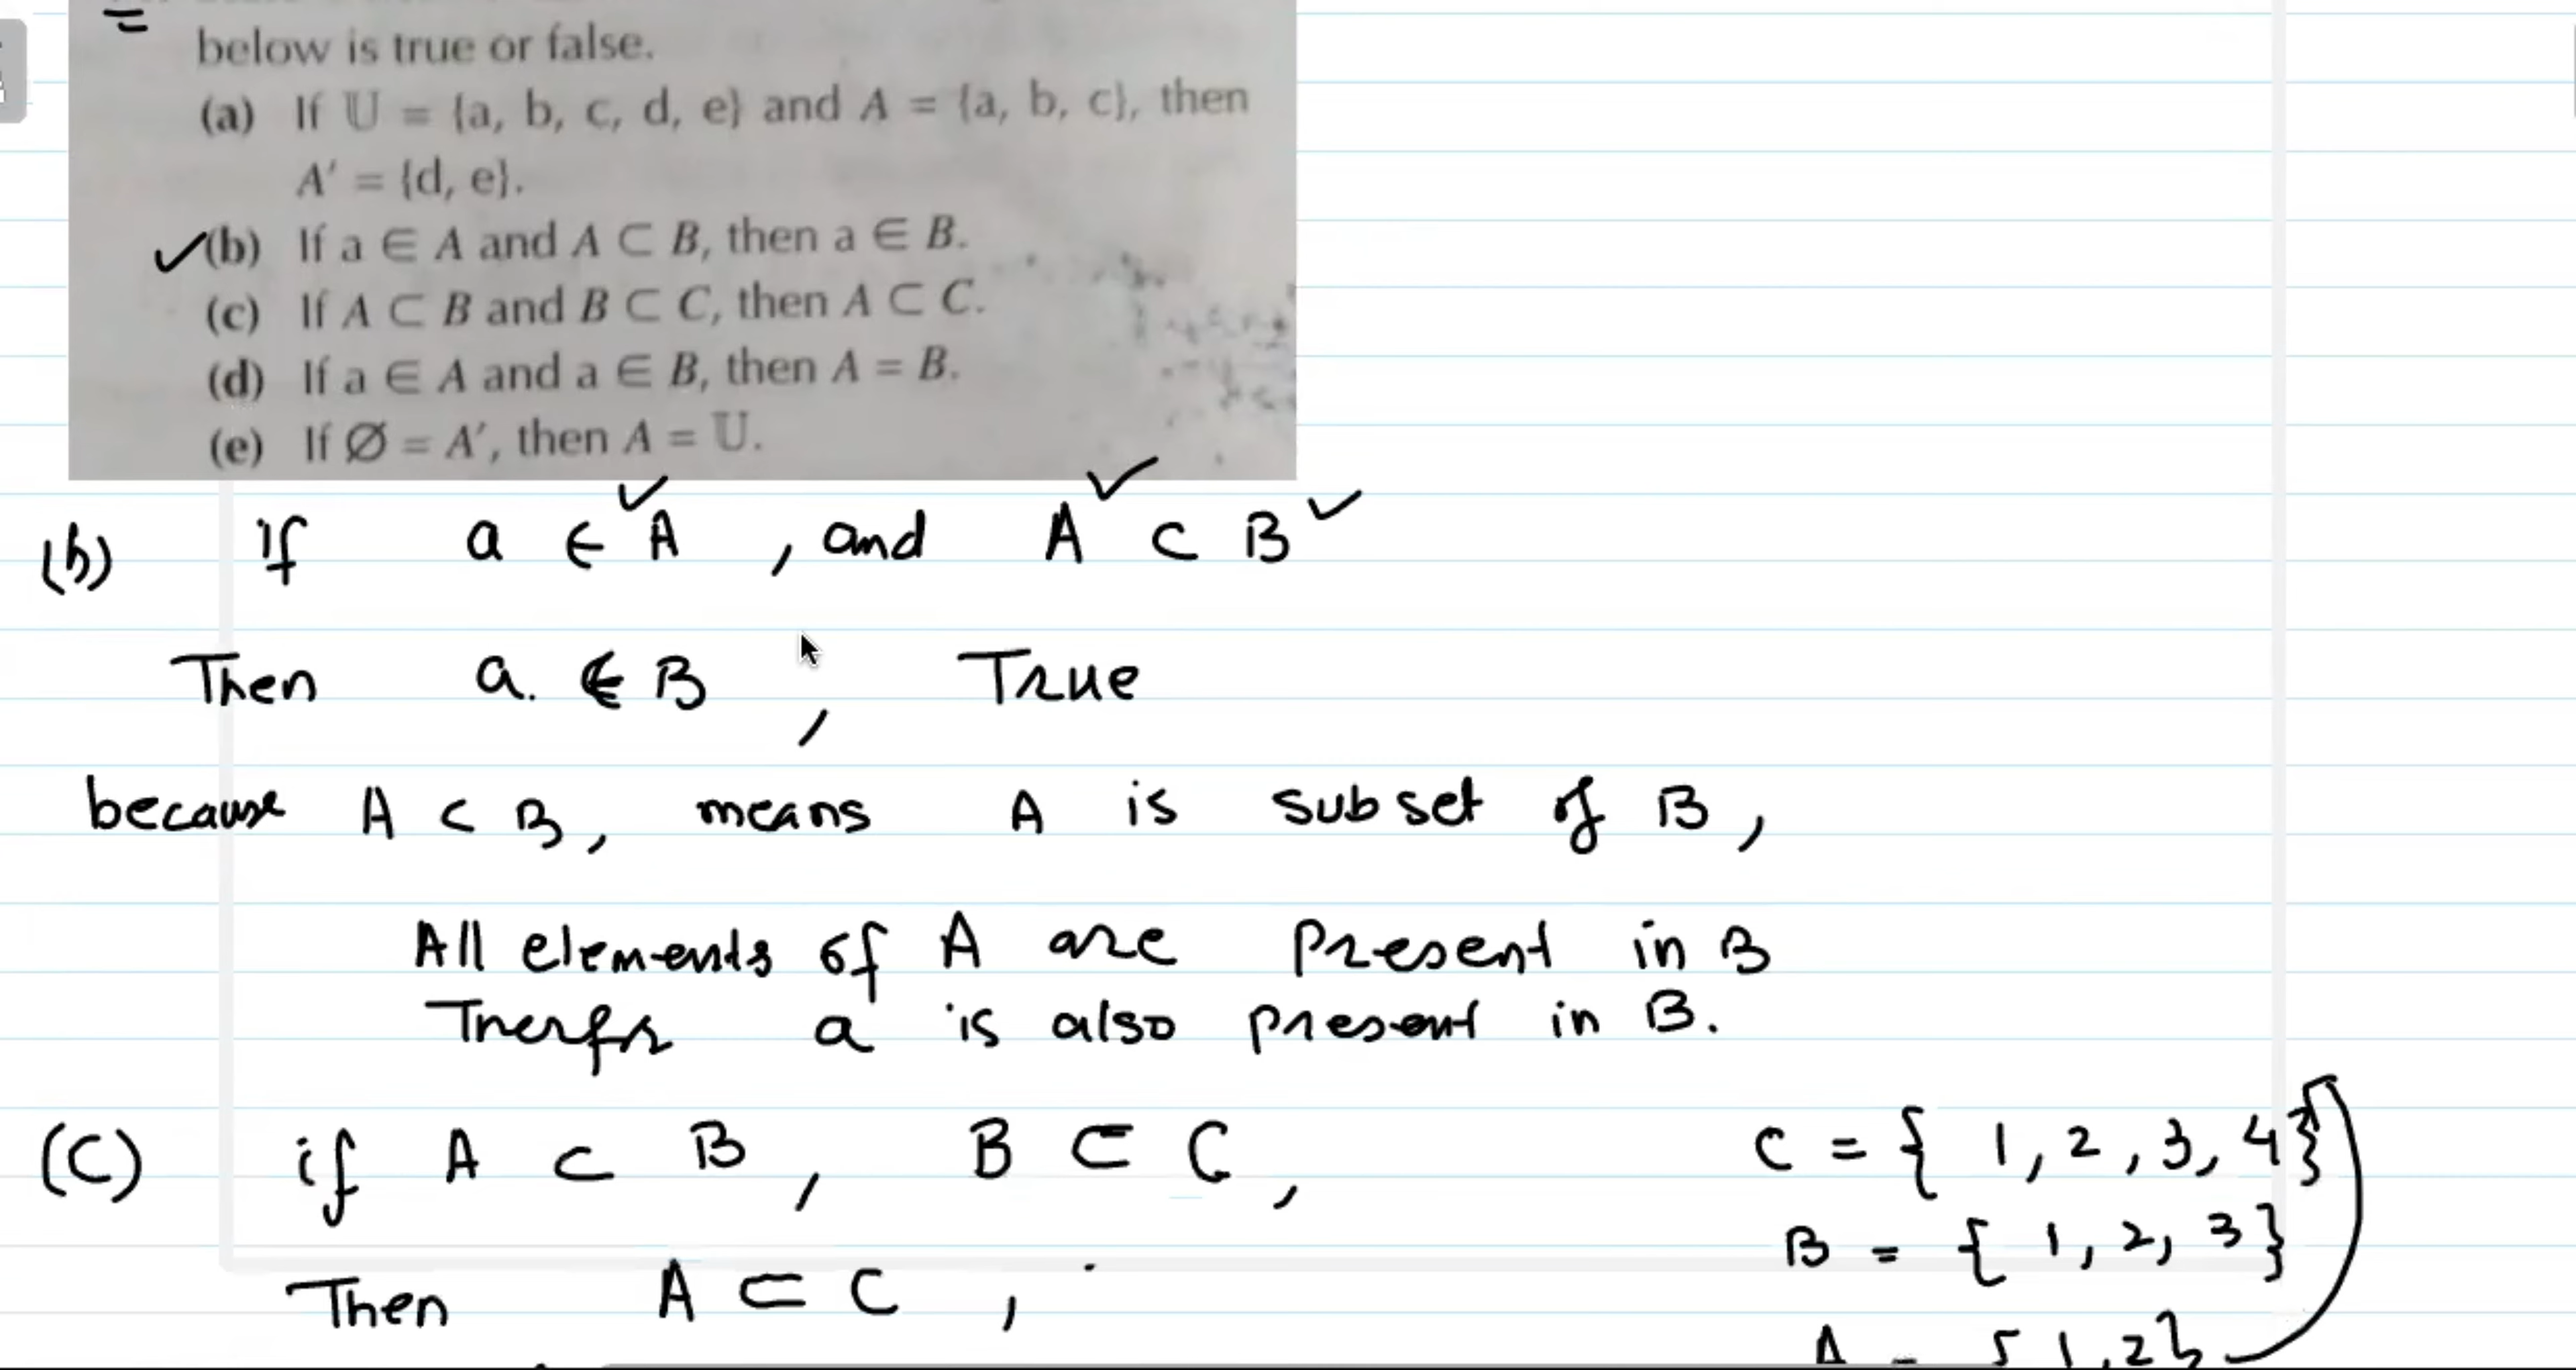 below is true or false.
(a) If 𝕌 = {a, b, c, d, e} and A = {a, b, c}, then
A′ = {d, e}.
(b) If a ∈ A and A ⊂ B, then a ∈ B.
(c) If A ⊂ B and B ⊂ C, then A ⊂ C.
(d) If a ∈ A and a ∈ B, then A = B.
(e) If Ø = A′, then A = 𝕌.
(b) if a ∈ A , and A ⊂ B
Then a. ∈ B , True
because A ⊂ B, means A is subset of B,
All elements of A are present in B
a is also present in B.
(C) if A ⊂ B , B ⊂ C ,
Then A ⊂ C ,
C = { 1, 2, 3, 4}
B = { 1, 2, 3}
A = { 1, 2}